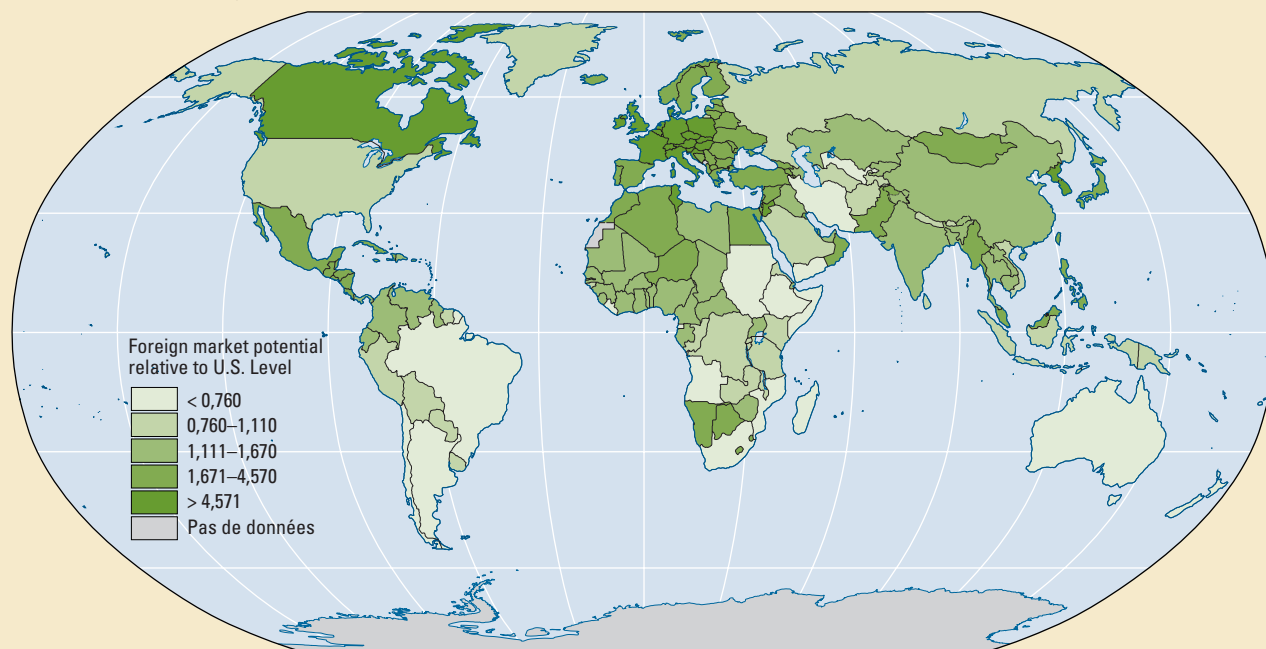 Foreign market potential
relative to U.S. Level
< 0,760
0,760–1,110
1,111–1,670
1,671–4,570
> 4,571
Pas de données